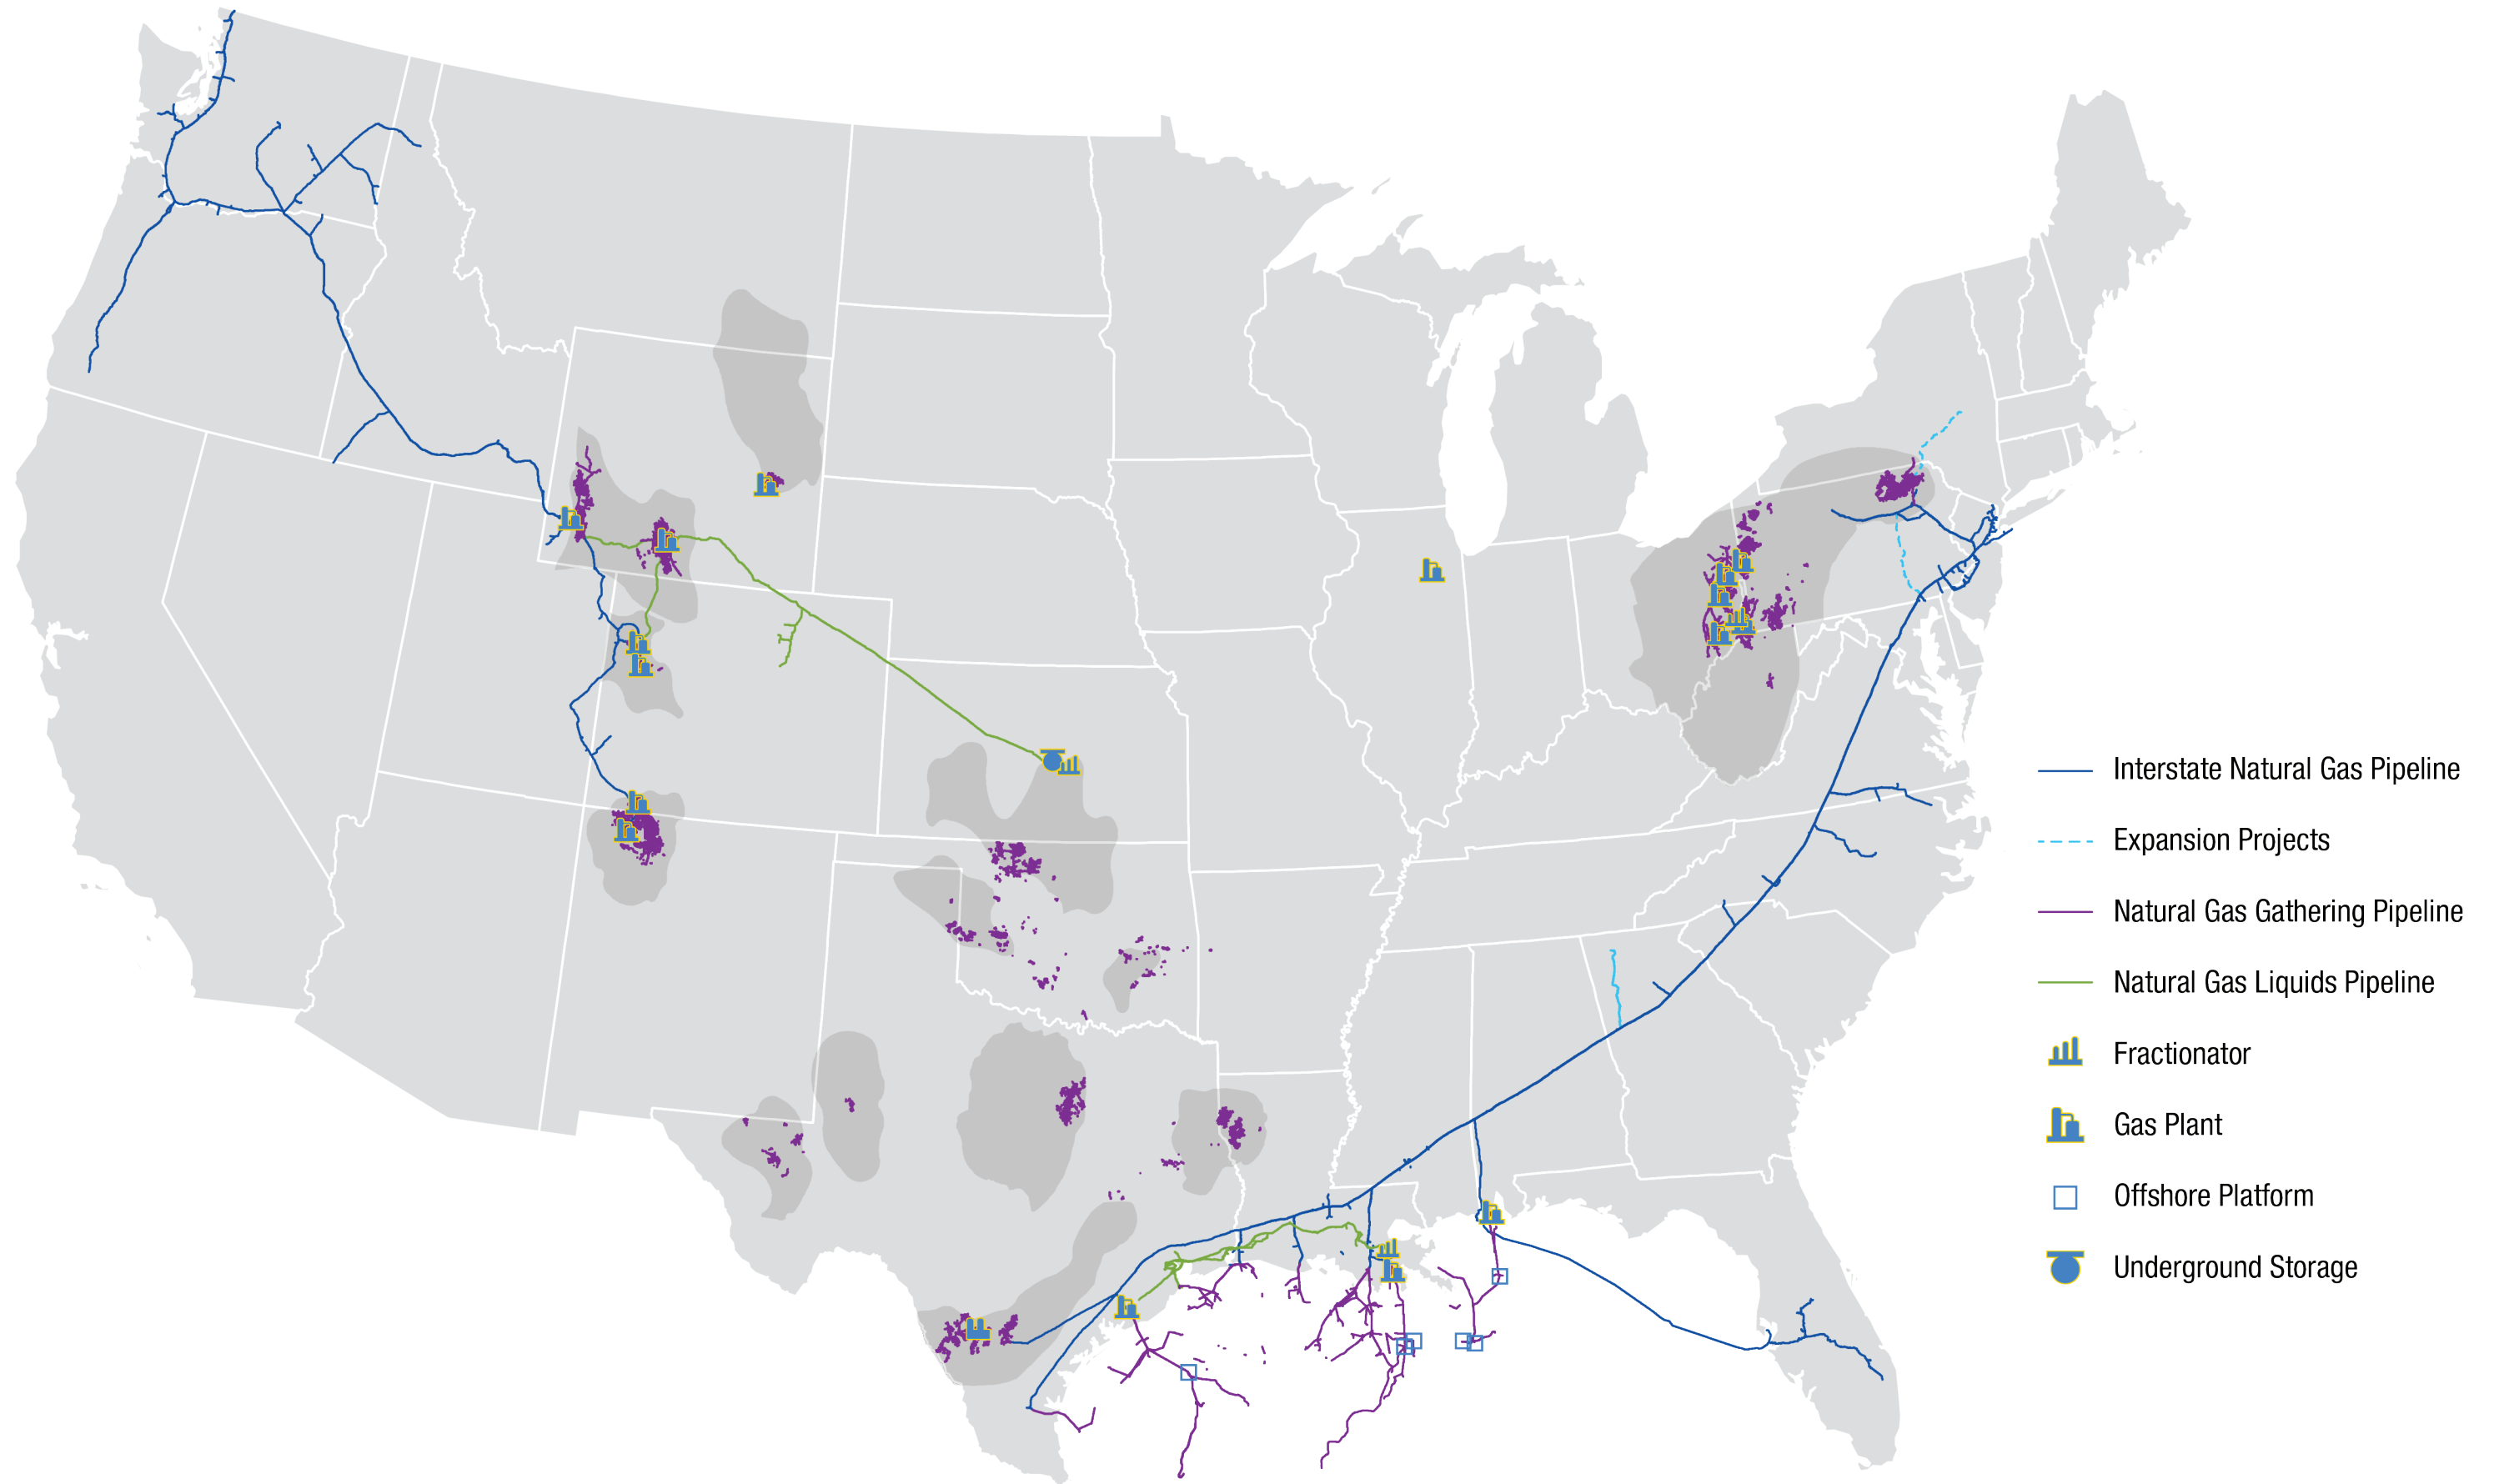 Interstate Natural Gas Pipeline
Expansion Projects
Natural Gas Gathering Pipeline
Natural Gas Liquids Pipeline
Fractionator
Gas Plant
Offshore Platform
Underground Storage